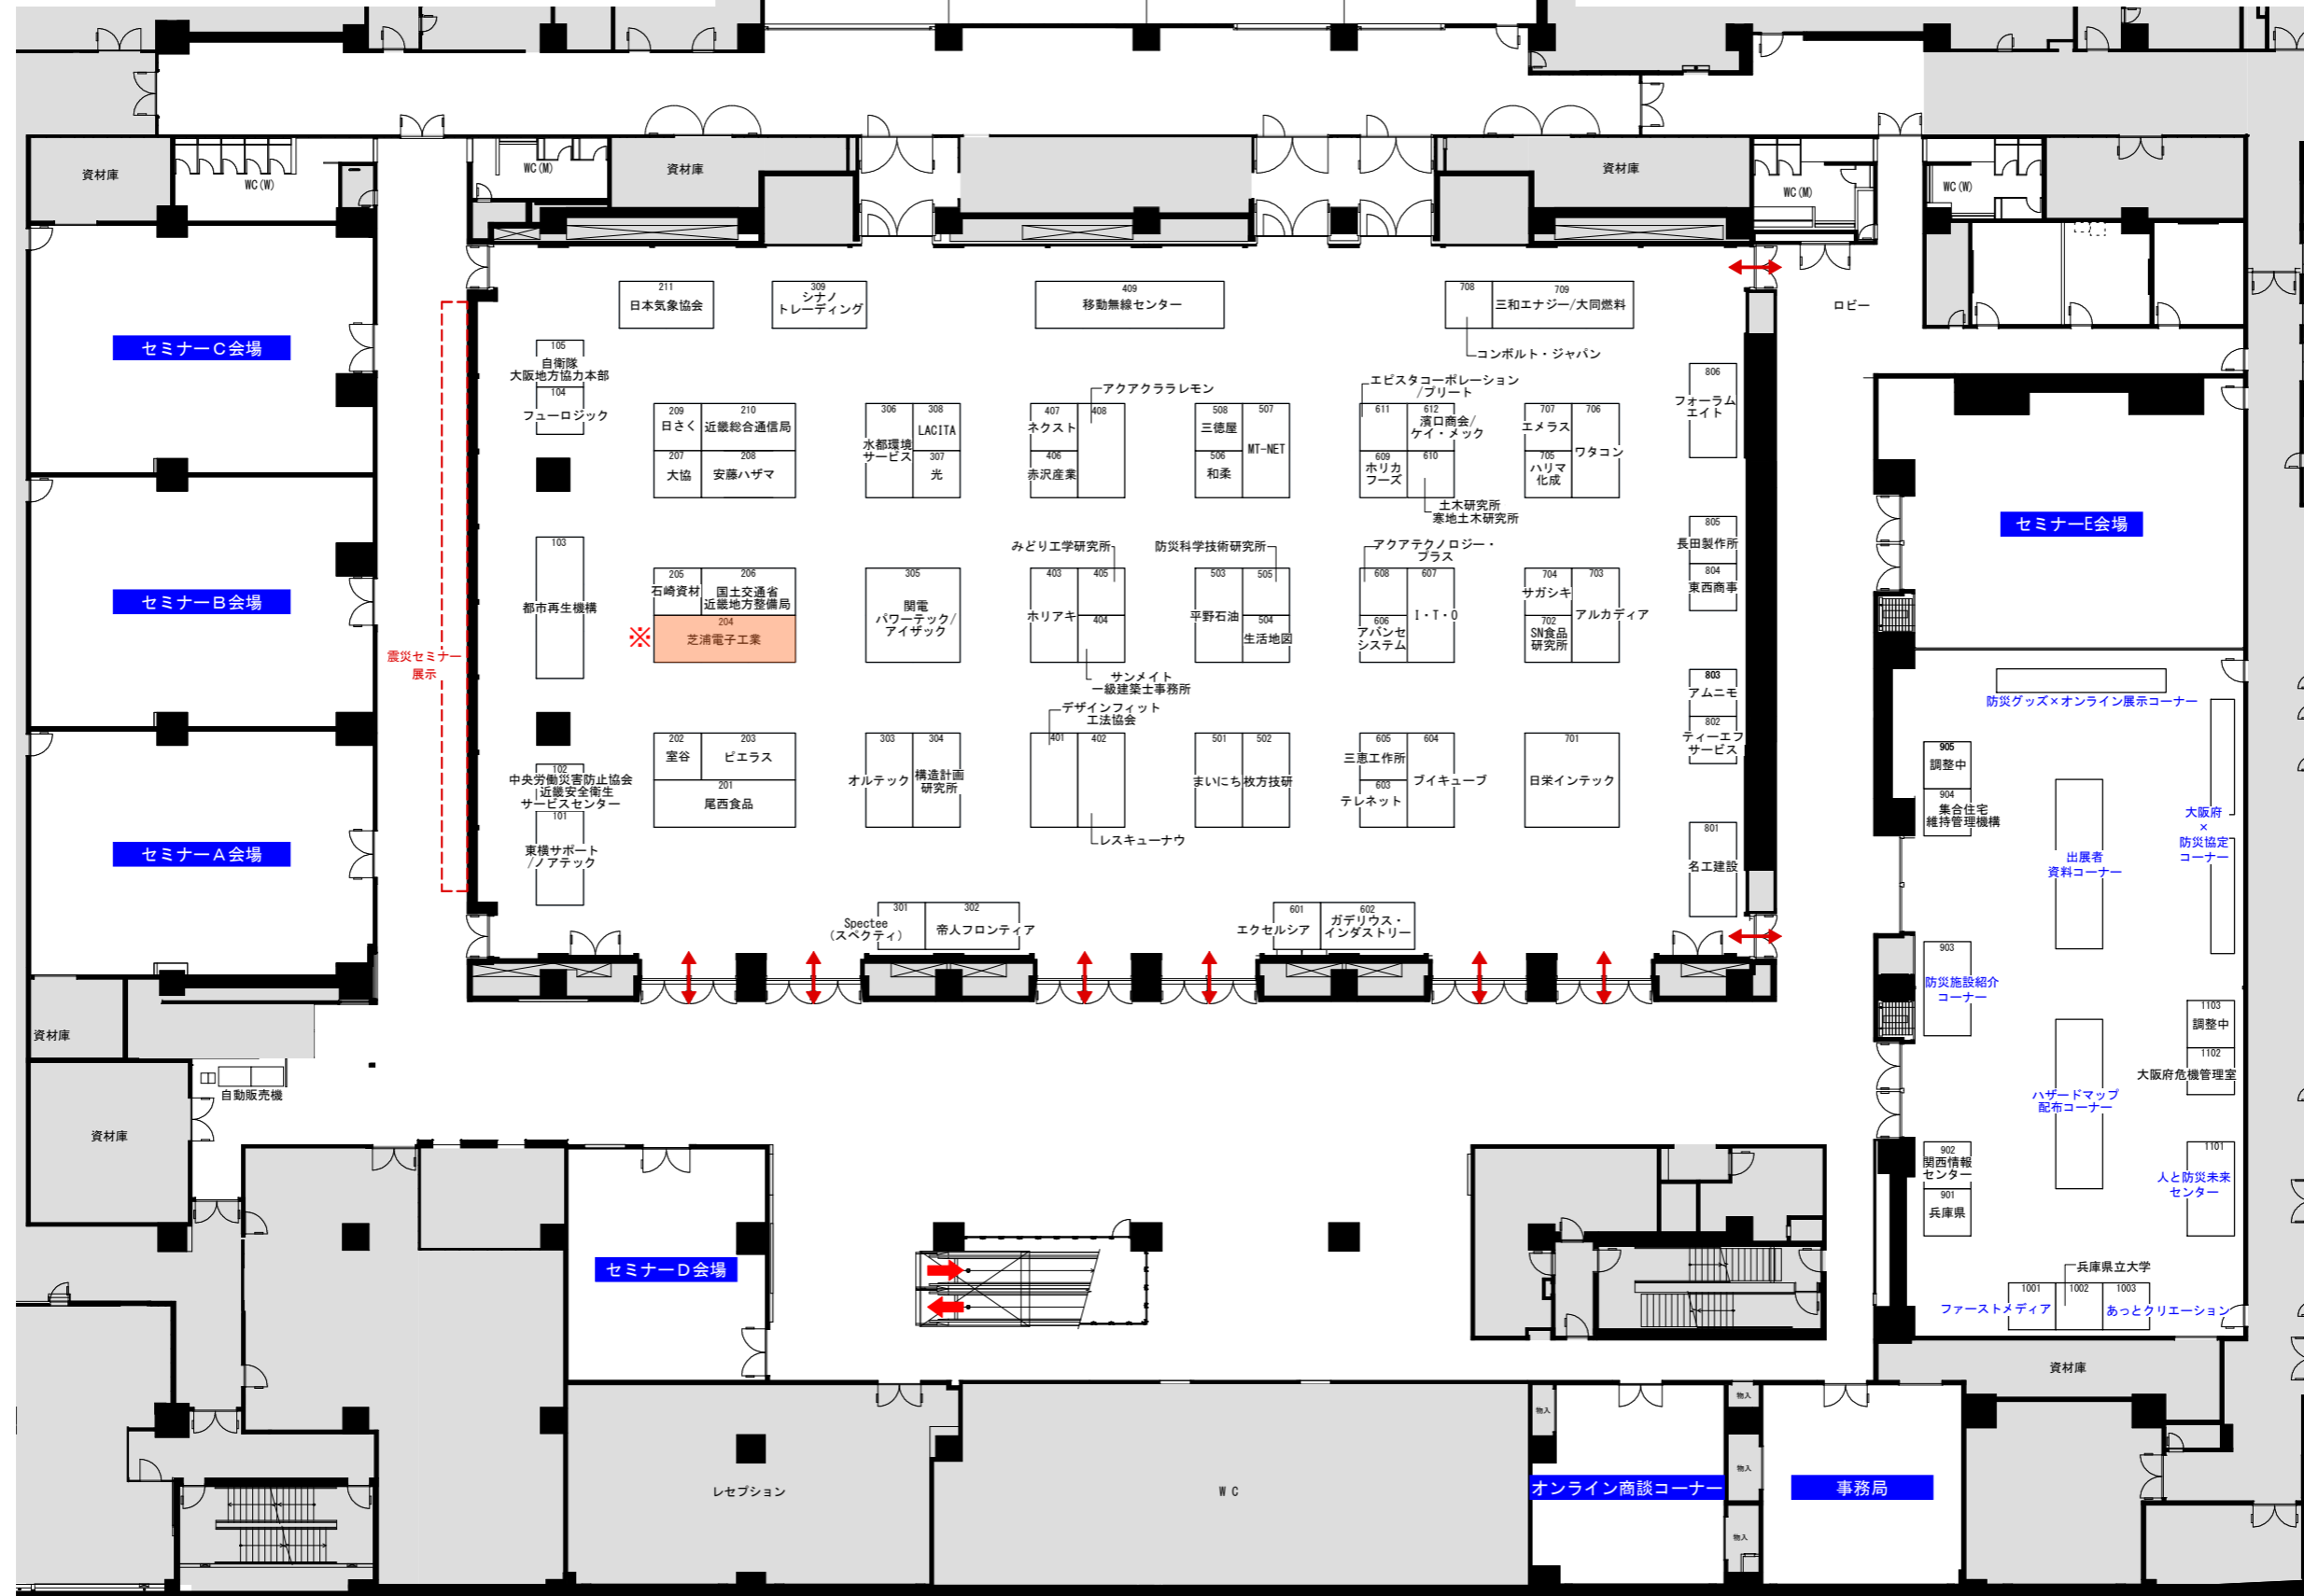 資材庫
WC(W)
WC(M)
資材庫
資材庫
WC(M)
WC(W)
ロビー
セミナーC会場
セミナーB会場
セミナーA会場
震災セミナー
展示
211
日本気象協会
309
シナノ
トレーディング
409
移動無線センター
708
709
三和エナジー/大同燃料
コンボルト・ジャパン
105
自衛隊
大阪地方協力本部
104
フューロジック
209
日さく
210
近畿総合通信局
207
大協
208
安藤ハザマ
306
水都環境
サービス
308
LACITA
307
光
アクアクララレモン
407
ネクスト
408
406
赤沢産業
508
三徳屋
507
MT-NET
506
和柔
エピスタコーポレーション
/ブリート
611
612
濱口商会/
ケイ・メック
609
ホリカ
フーズ
610
土木研究所
寒地土木研究所
707
エメラス
706
ワタコン
705
ハリマ
化成
806
フォーラム
エイト
103
都市再生機構
205
石崎資材
206
国土交通省
近畿地方整備局
※
204
芝浦電子工業
305
関電
パワーテック/
アイザック
みどり工学研究所
403
ホリアキ
405
404
サンメイト
一級建築士事務所
防災科学技術研究所
503
平野石油
505
504
生活地図
アクアテクノロジー・
プラス
608
607
I・T・O
606
アバンセ
システム
704
サガシキ
703
アルカディア
702
SN食品
研究所
805
長田製作所
804
東西商事
803
アムニモ
802
ティーエフ
サービス
102
中央労働災害防止協会
近畿安全衛生
サービスセンター
101
東横サポート
/ノアテック
202
室谷
203
ピエラス
201
尾西食品
303
オルテック
304
構造計画
研究所
デザインフィット
工法協会
401
402
レスキューナウ
501
まいにち
502
枚方技研
605
三恵工作所
604
ブイキューブ
603
テレネット
701
日栄インテック
801
名工建設
301
Spectee
(スペクティ)
302
帝人フロンティア
601
エクセルシア
602
ガデリウス・
インダストリー
セミナーE会場
防災グッズ×オンライン展示コーナー
905
調整中
904
集合住宅
維持管理機構
出展者
資料コーナー
大阪府
×
防災協定
コーナー
903
防災施設紹介
コーナー
1103
調整中
1102
大阪府危機管理室
ハザードマップ
配布コーナー
902
関西情報
センター
901
兵庫県
1101
人と防災未来
センター
兵庫県立大学
1001
ファーストメディア
1002
1003
あっとクリエーション
資材庫
資材庫
自動販売機
資材庫
セミナーD会場
レセプション
WC
物入
オンライン商談コーナー
物入
物入
物入
事務局